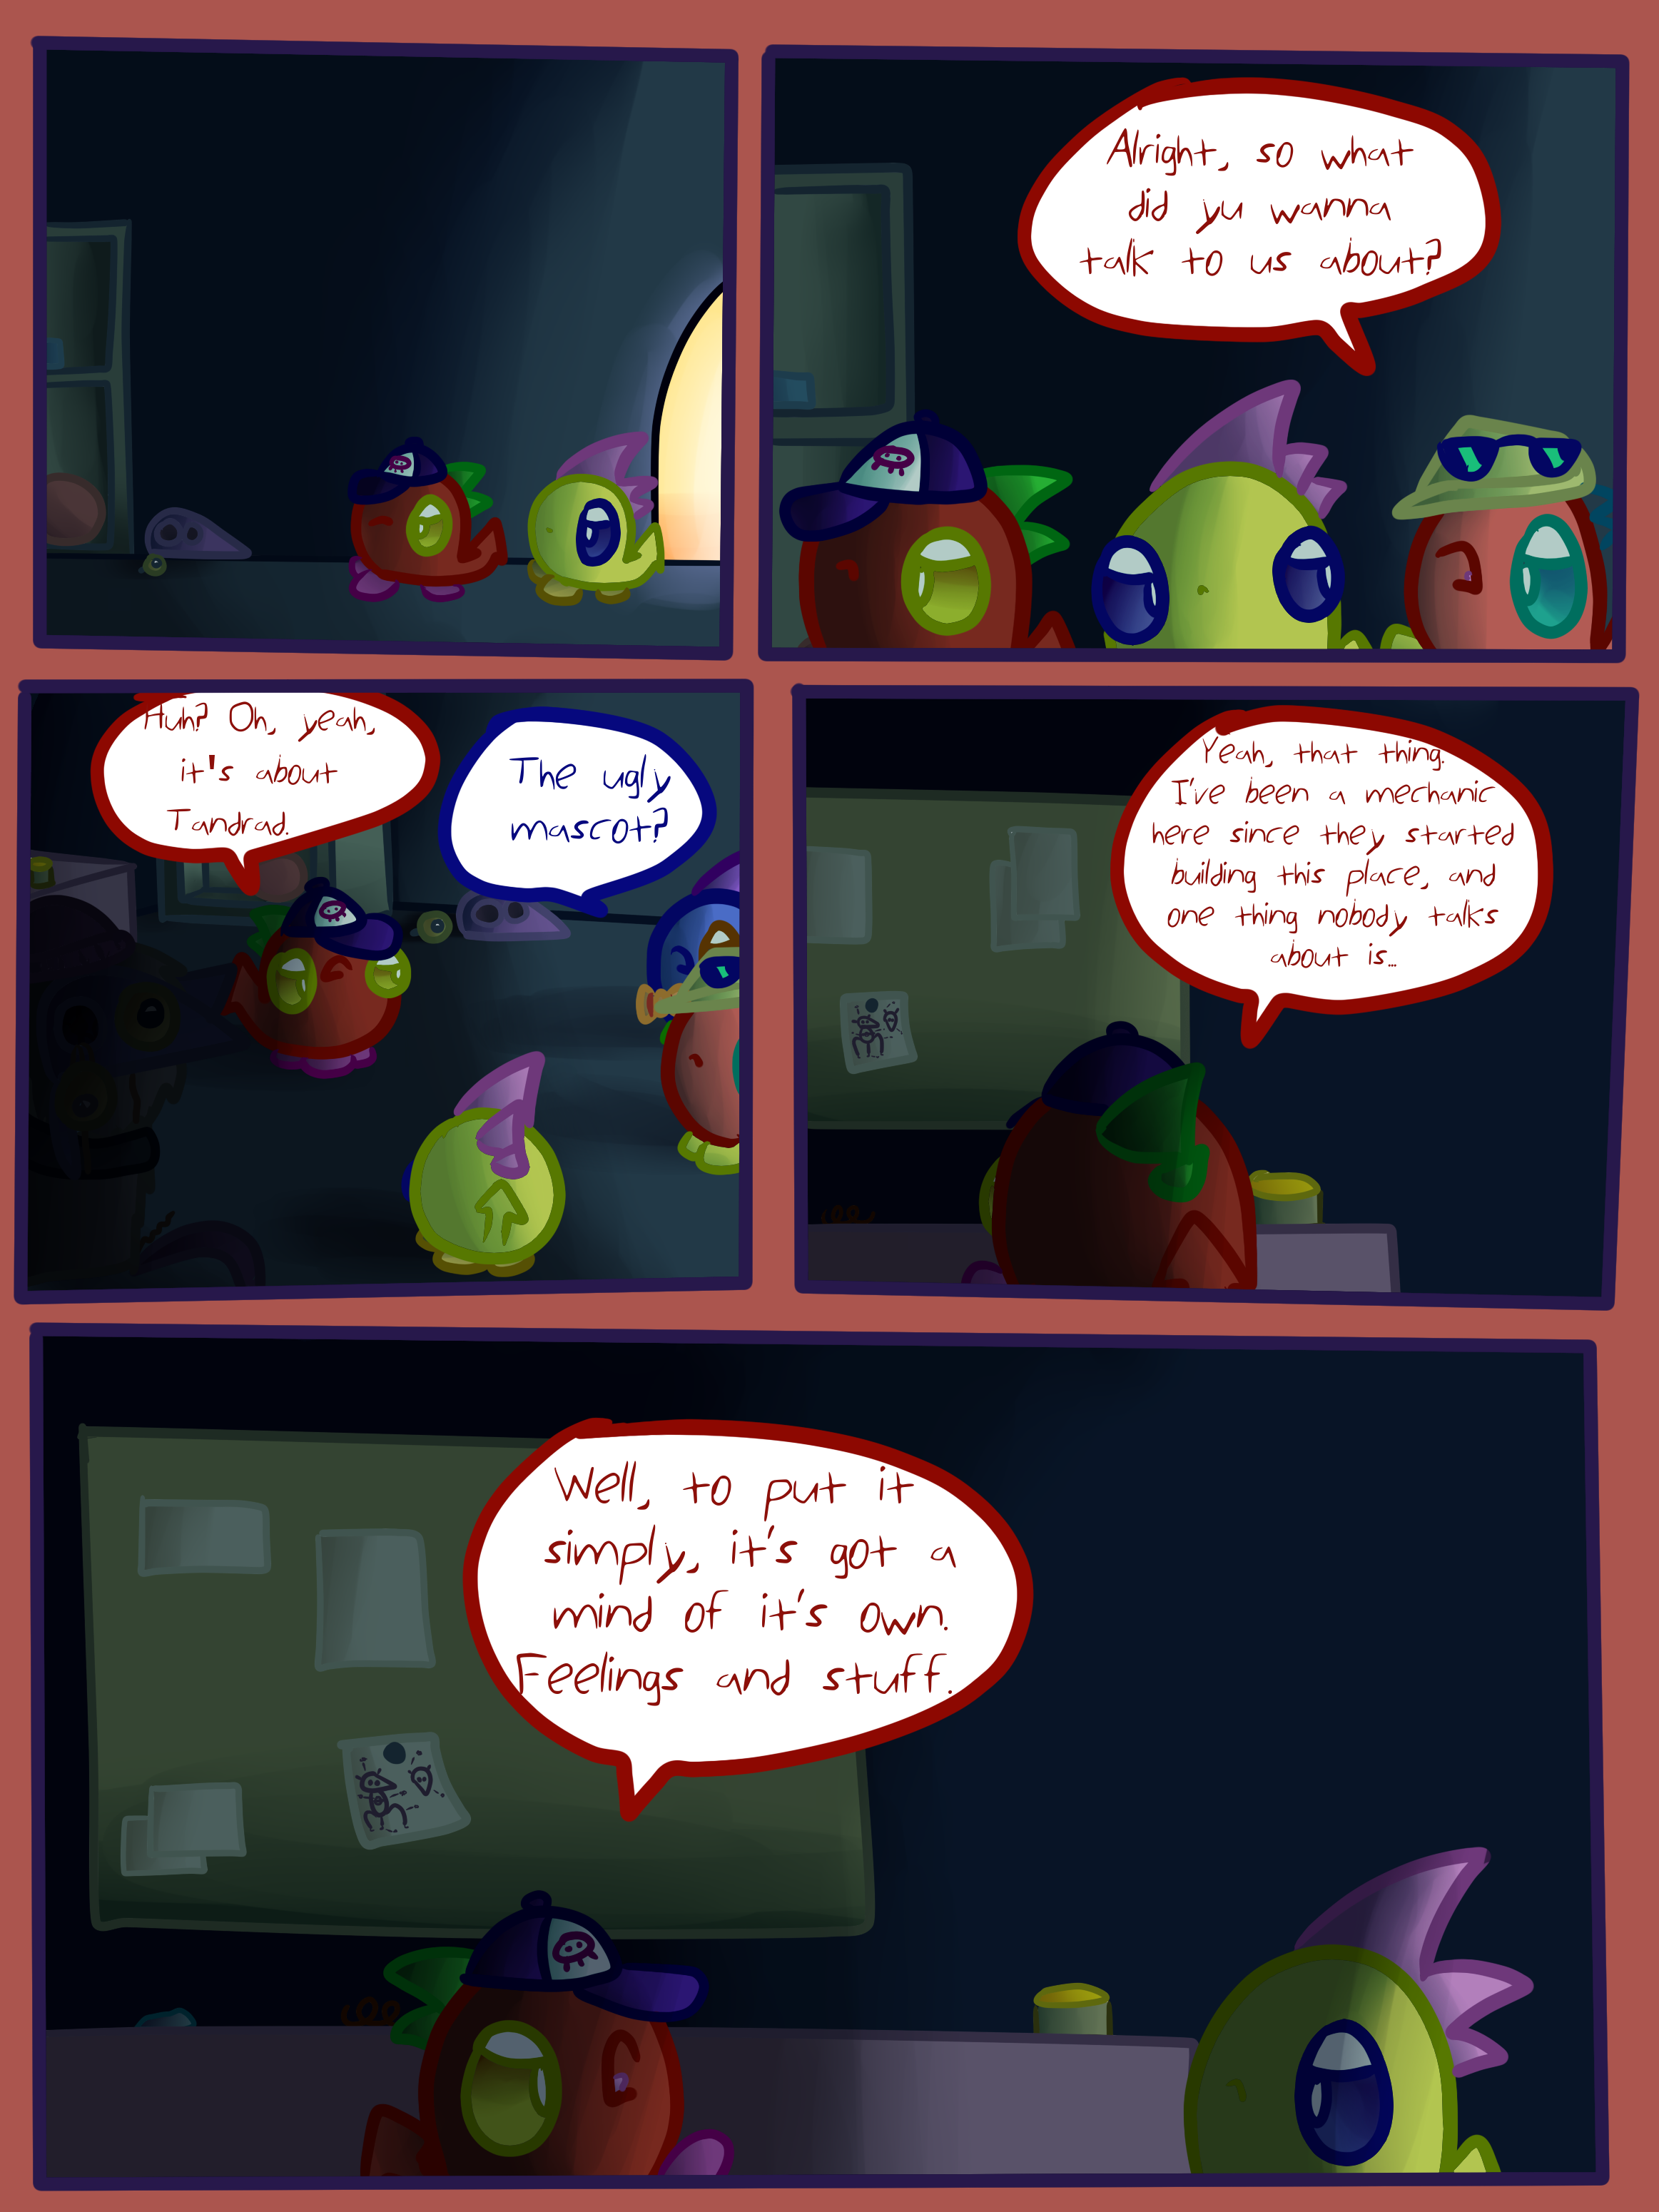 Alright, so what
did yu wanna
talk to us about?
Huh? Oh, yeah,
it's about
Tandrad.
The ugly
mascot?
Yeah, that thing.
I've been a mechanic
here since they started
building this place, and
one thing nobody talks
about is...
Well, to put it
simply, it's got a
mind of it's own.
Feelings and stuff.